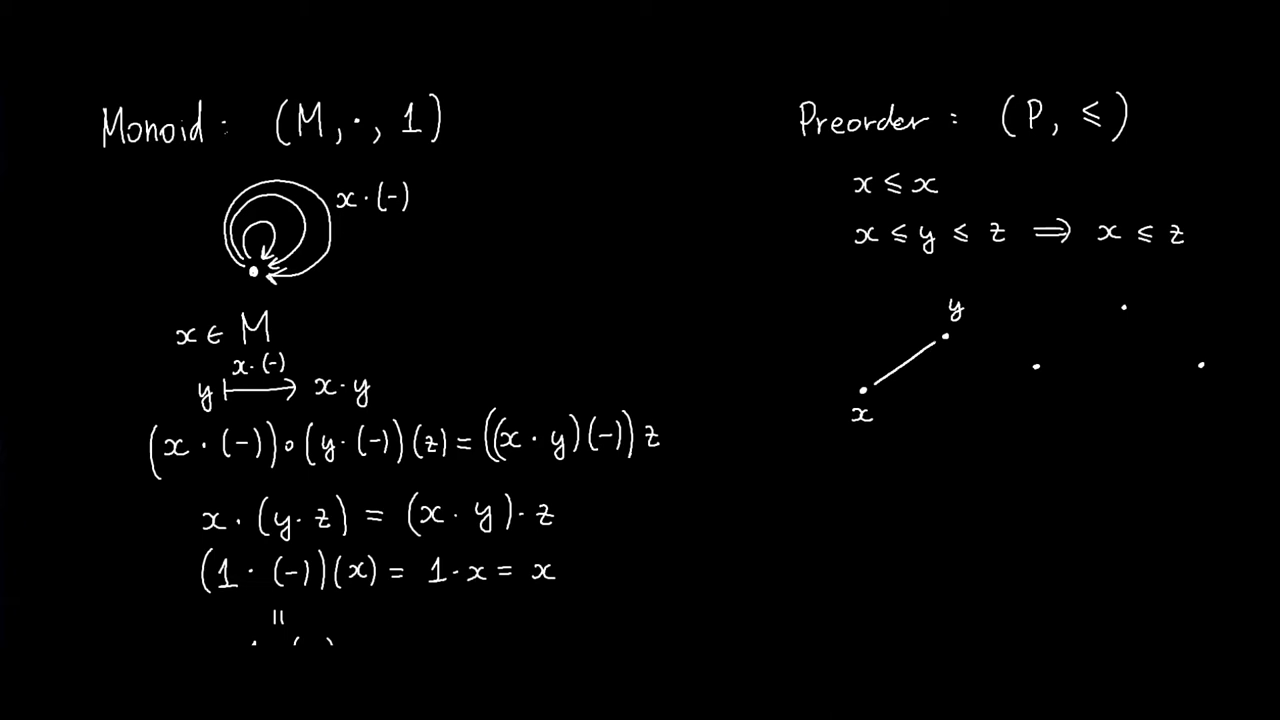 Monoid : (M, ·, 1)
x · (-)
x ∈ M
x · (-)
y ↦ x · y
(x · (-)) ∘ (y · (-)) (z) = ((x · y) (-)) z
x · (y · z) = (x · y) · z
(1 · (-)) (x) = 1 · x = x
||
Preorder : (P, ⩽)
x ⩽ x
x ⩽ y ⩽ z ⟹ x ⩽ z
y
x